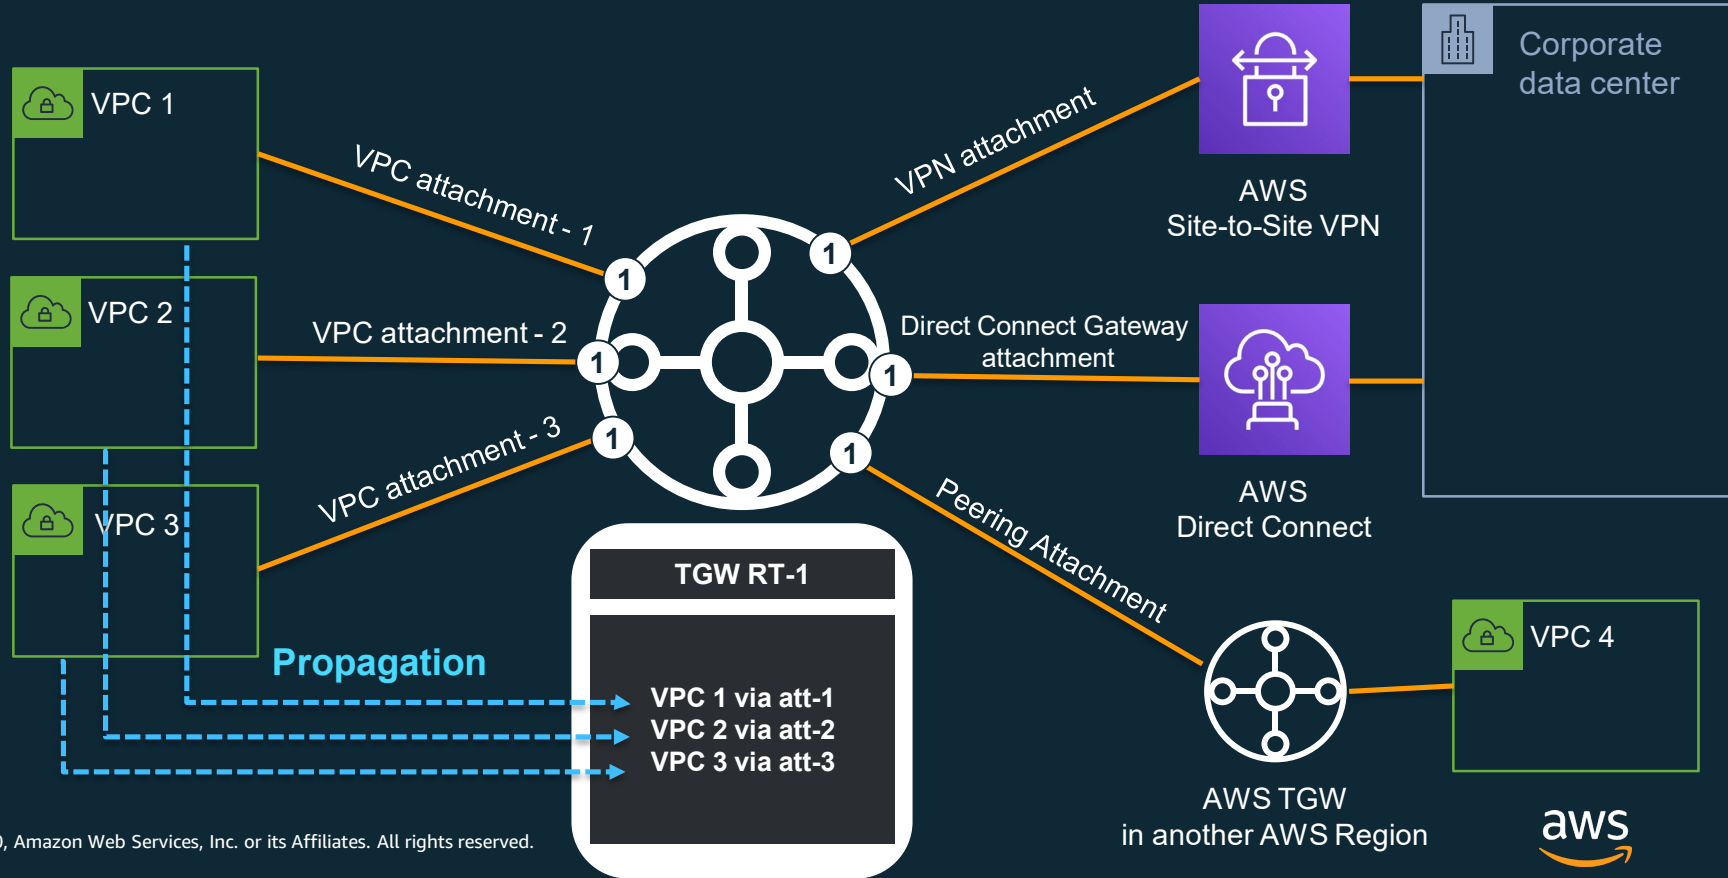 VPC 1
VPC attachment - 1
VPC 2
VPC attachment - 2
VPC 3
VPC attachment - 3
1
1
1
1
1
1
VPN attachment
AWS
Site-to-Site VPN
Corporate
data center
Direct Connect Gateway
attachment
AWS
Direct Connect
Peering Attachment
AWS TGW
in another AWS Region
VPC 4
TGW RT-1
Propagation
VPC 1 via att-1
VPC 2 via att-2
VPC 3 via att-3
, Amazon Web Services, Inc. or its Affiliates. All rights reserved.
aws